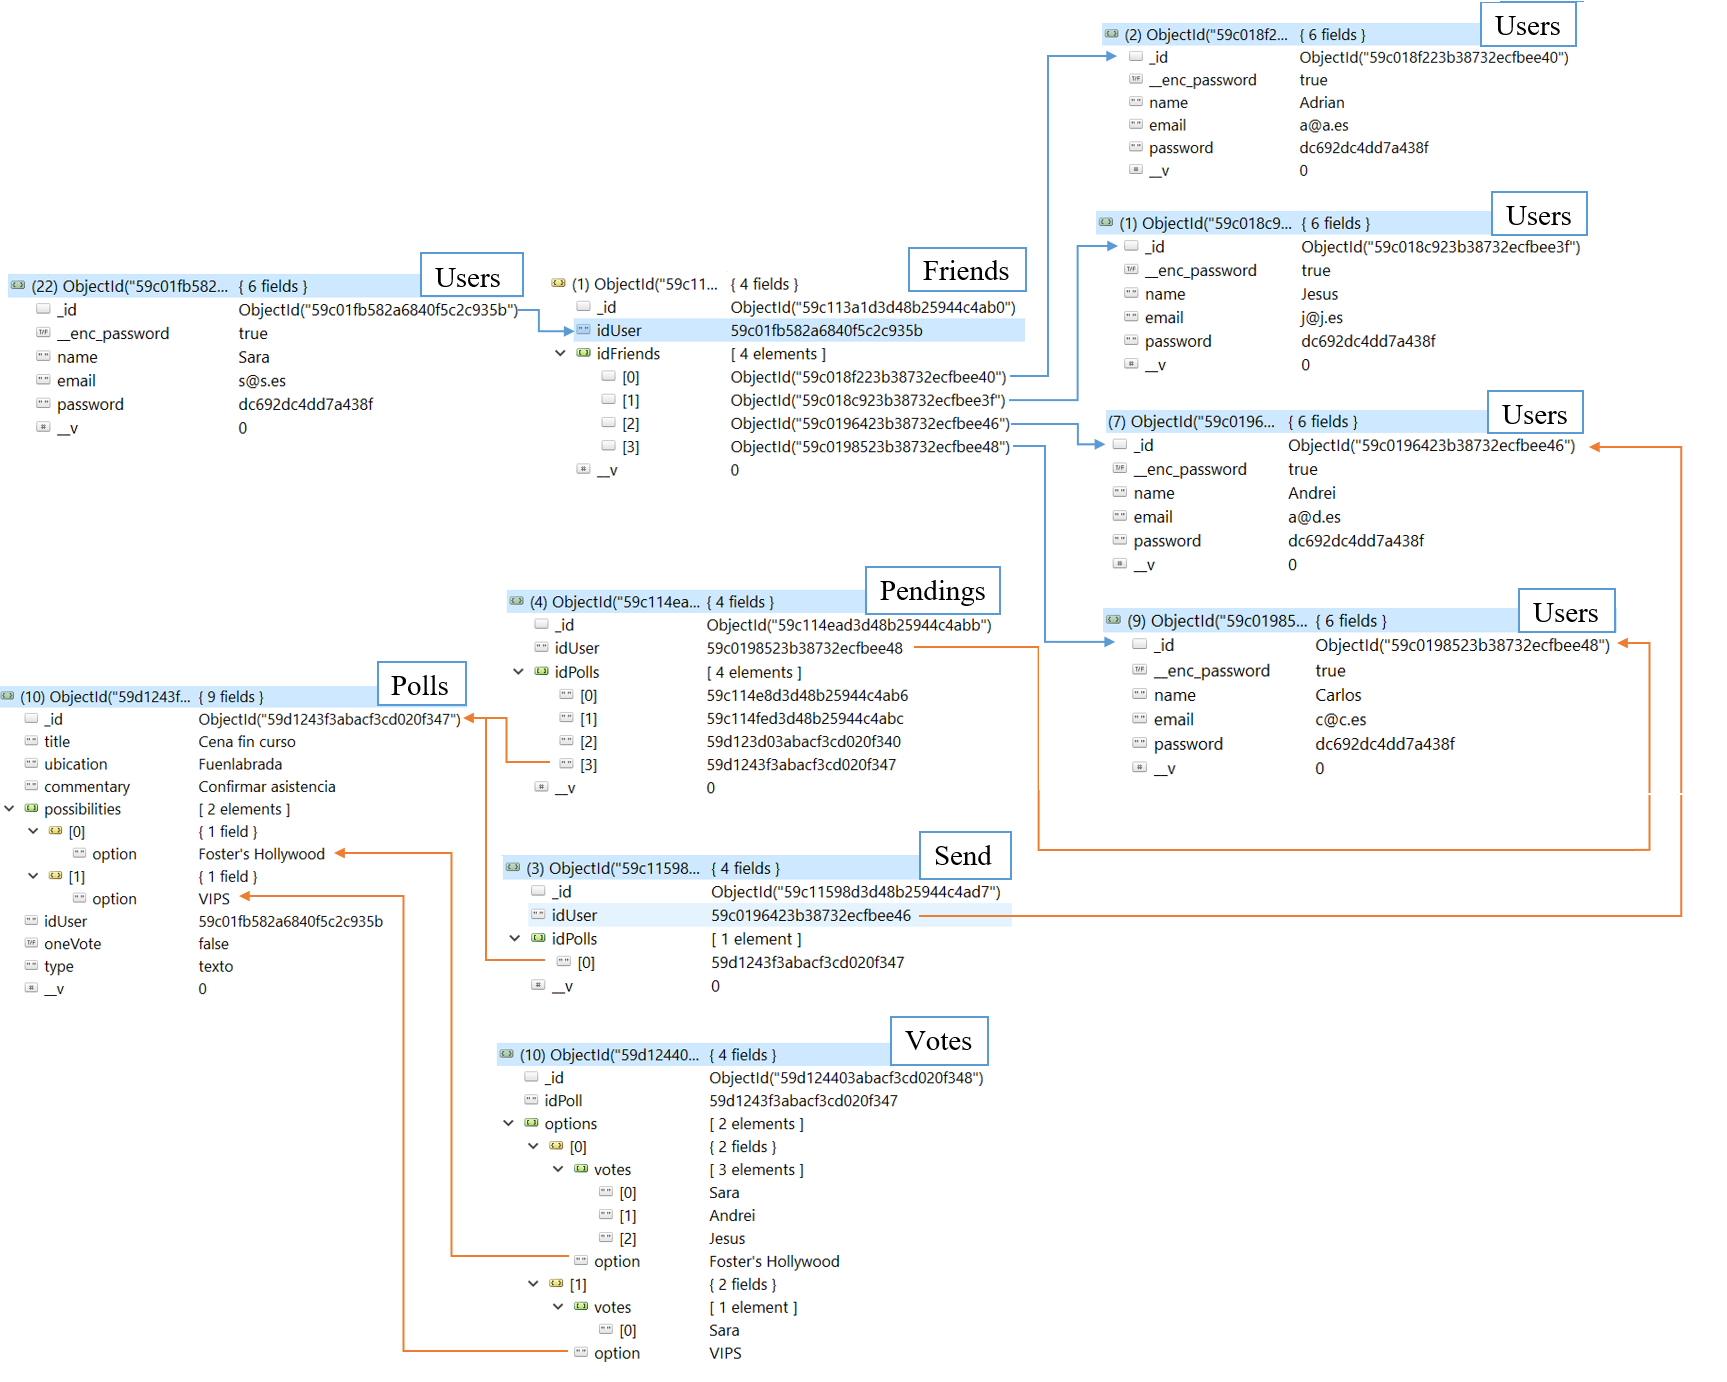 Users
(2) ObjectId("59c018f2... { 6 fields }
_id ObjectId("59c018f223b38732ecfbee40")
__enc_password true
name Adrian
email a@a.es
password dc692dc4dd7a438f
__v 0
Users
(1) ObjectId("59c018c9... { 6 fields }
_id ObjectId("59c018c923b38732ecfbee3f")
__enc_password true
name Jesus
email j@j.es
password dc692dc4dd7a438f
__v 0
Users
(22) ObjectId("59c01fb582... { 6 fields }
_id ObjectId("59c01fb582a6840f5c2c935b")
__enc_password true
name Sara
email s@s.es
password dc692dc4dd7a438f
__v 0
Friends
(1) ObjectId("59c11... { 4 fields }
_id ObjectId("59c113a1d3d48b25944c4ab0")
idUser 59c01fb582a6840f5c2c935b
idFriends [ 4 elements ]
[0] ObjectId("59c018f223b38732ecfbee40")
[1] ObjectId("59c018c923b38732ecfbee3f")
[2] ObjectId("59c0196423b38732ecfbee46")
[3] ObjectId("59c0198523b38732ecfbee48")
__v 0
Users
(7) ObjectId("59c0196... { 6 fields }
_id ObjectId("59c0196423b38732ecfbee46")
__enc_password true
name Andrei
email a@d.es
password dc692dc4dd7a438f
__v 0
Users
(9) ObjectId("59c01985... { 6 fields }
_id ObjectId("59c0198523b38732ecfbee48")
__enc_password true
name Carlos
email c@c.es
password dc692dc4dd7a438f
__v 0
Pendings
(4) ObjectId("59c114ea... { 4 fields }
_id ObjectId("59c114ead3d48b25944c4abb")
idUser 59c0198523b38732ecfbee48
idPolls [ 4 elements ]
[0] 59c114e8d3d48b25944c4ab6
[1] 59c114fed3d48b25944c4abc
[2] 59d123d03abacf3cd020f340
[3] 59d1243f3abacf3cd020f347
__v 0
Polls
(10) ObjectId("59d1243f... { 9 fields }
_id ObjectId("59d1243f3abacf3cd020f347")
title Cena fin curso
ubication Fuenlabrada
commentary Confirmar asistencia
possibilities [ 2 elements ]
[0] { 1 field }
option Foster's Hollywood
[1] { 1 field }
option VIPS
idUser 59c01fb582a6840f5c2c935b
oneVote false
type texto
__v 0
Send
(3) ObjectId("59c11598... { 4 fields }
_id ObjectId("59c11598d3d48b25944c4ad7")
idUser 59c0196423b38732ecfbee46
idPolls [ 1 element ]
[0] 59d1243f3abacf3cd020f347
__v 0
Votes
(10) ObjectId("59d12440... { 4 fields }
_id ObjectId("59d124403abacf3cd020f348")
idPoll 59d1243f3abacf3cd020f347
options [ 2 elements ]
[0] { 2 fields }
votes [ 3 elements ]
[0] Sara
[1] Andrei
[2] Jesus
option Foster's Hollywood
[1] { 2 fields }
votes [ 1 element ]
[0] Sara
option VIPS